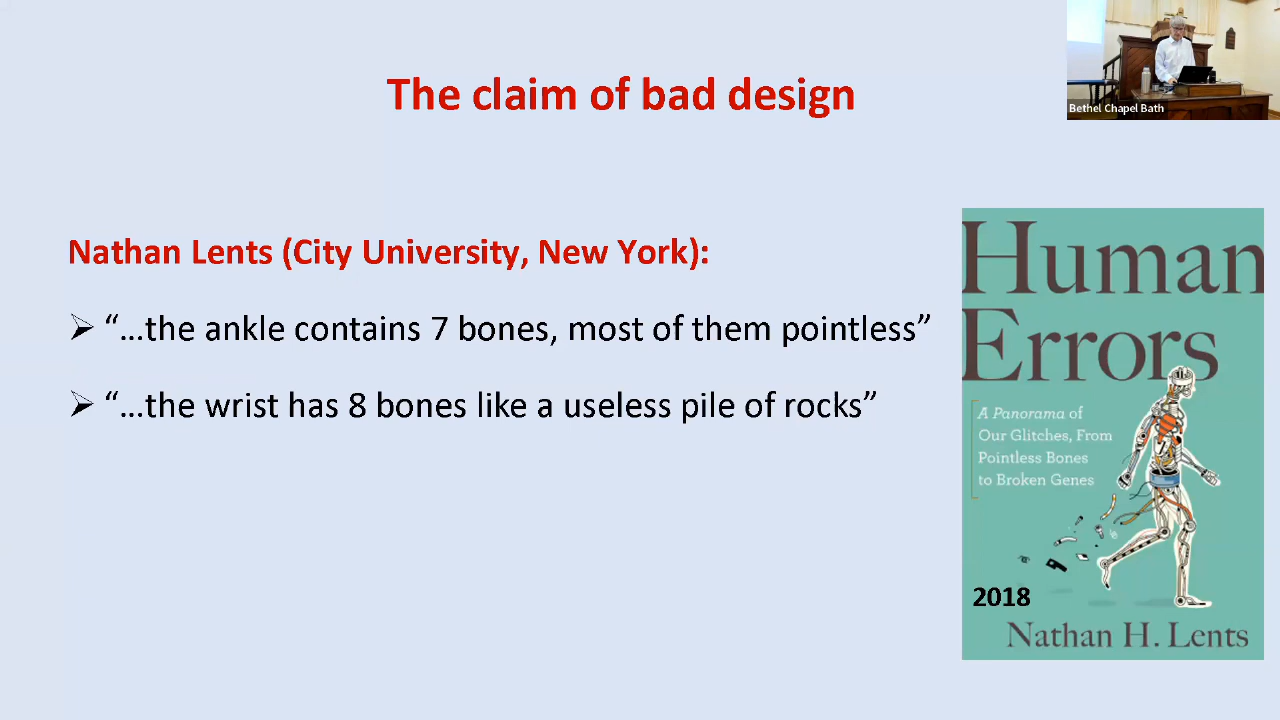 The claim of bad design
Bethel Chapel Bath
Nathan Lents (City University, New York):
➢ “…the ankle contains 7 bones, most of them pointless”
➢ “…the wrist has 8 bones like a useless pile of rocks”
Human
Errors
A Panorama of
Our Glitches, From
Pointless Bones
to Broken Genes
2018
Nathan H. Lents